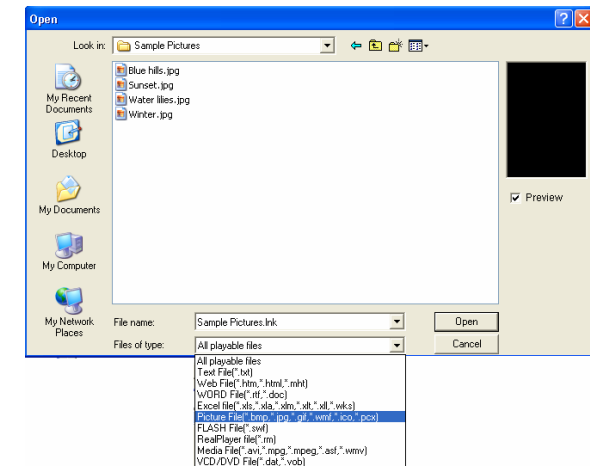 Open
Look in:
Sample Pictures
My Recent
Documents
Desktop
My Documents
My Computer
My Network
Places
Blue hills.jpg
Sunset.jpg
Water lilies.jpg
Winter.jpg
Preview
File name:
Sample Pictures.lnk
Open
Files of type:
All playable files
Cancel
All playable files
Text File(*.txt)
Web File(*.htm,*.html,*.mht)
WORD File(*.rtf,*.doc)
Excel file(*.xls,*.xla,*.xlm,*.xlt,*.xll,*.wks)
Picture File(*.bmp,*.jpg,*.gif,*.wmf,*.ico,*.pcx)
FLASH File(*.swf)
RealPlayer file(*.rm)
Media File(*.avi,*.mpg,*.mpeg,*.asf,*.wmv)
VCD/DVD File(*.dat,*.vob)